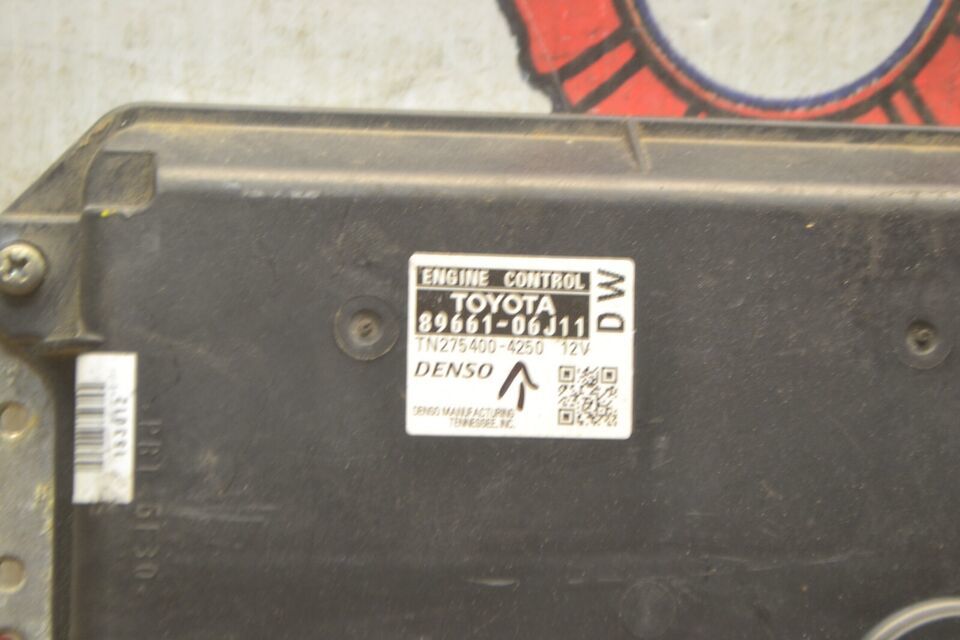 ENGINE CONTROL
TOYOTA
89661-06J11
DW
TN275400-4250 12V
DENSO
DENSO MANUFACTURING
TENNESSEE, INC.